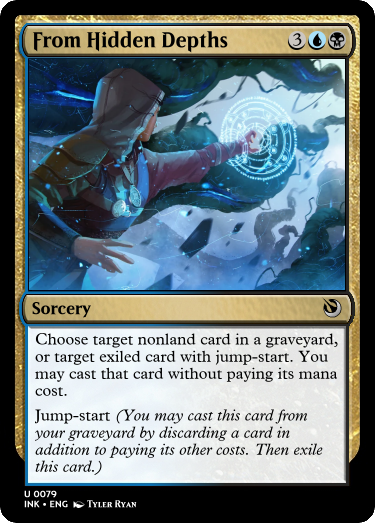 From Hidden Depths 3
Sorcery
Choose target nonland card in a graveyard,
or target exiled card with jump-start. You
may cast that card without paying its mana
cost.
Jump-start (You may cast this card from
your graveyard by discarding a card in
addition to paying its other costs. Then exile
this card.)
U 0079
INK • ENG Tyler Ryan